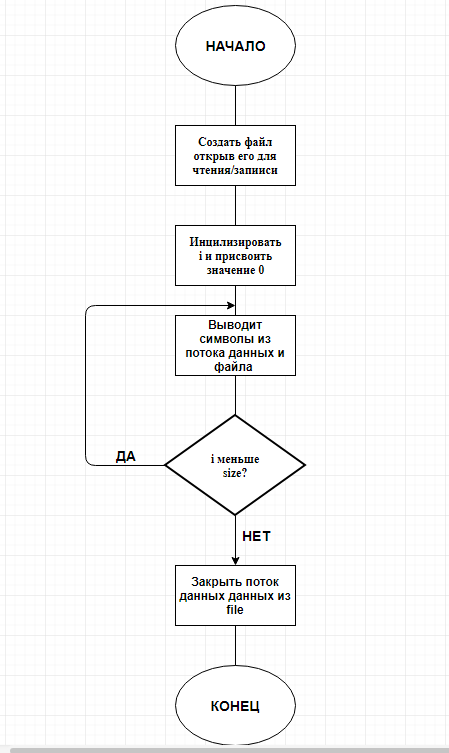 НАЧАЛО
Создать файл
открыв его для
чтения/записи
Инцилизировать
i и присвоить
значение 0
Выводит
символы из
потока данных и
файла
i меньше
size?
ДА
НЕТ
Закрыть поток
данных данных из
file
КОНЕЦ